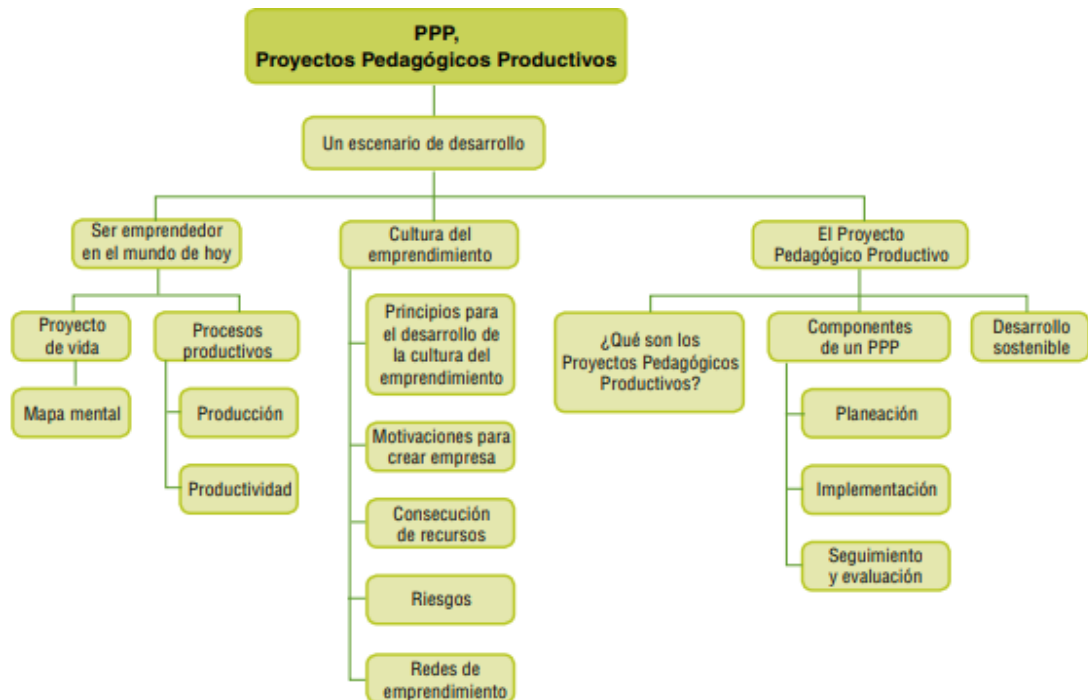 PPP,
Proyectos Pedagógicos Productivos
Un escenario de desarrollo
Ser emprendedor
en el mundo de hoy
Proyecto
de vida
Mapa mental
Procesos
productivos
Producción
Productividad
Cultura del
emprendimiento
Principios para
el desarrollo de
la cultura del
emprendimiento
Motivaciones para
crear empresa
Consecución
de recursos
Riesgos
Redes de
emprendimiento
El Proyecto
Pedagógico Productivo
¿Qué son los
Proyectos Pedagógicos
Productivos?
Componentes
de un PPP
Planeación
Implementación
Seguimiento
y evaluación
Desarrollo
sostenible